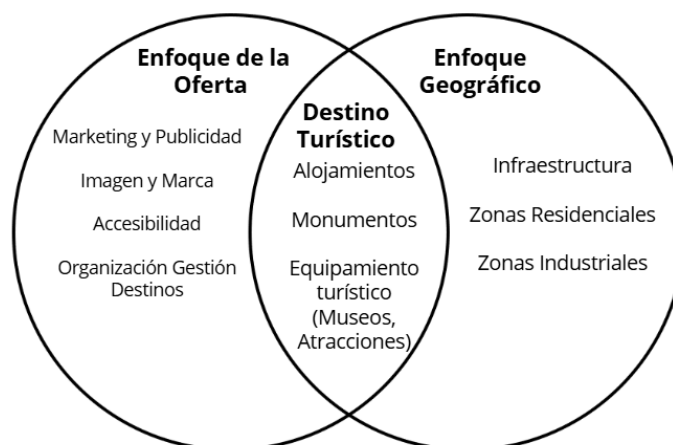 Enfoque de la
Oferta
Marketing y Publicidad
Imagen y Marca
Accesibilidad
Organización Gestión
Destinos
Destino
Turístico
Alojamientos
Monumentos
Equipamiento
turístico
(Museos,
Atracciones)
Enfoque
Geográfico
Infraestructura
Zonas Residenciales
Zonas Industriales